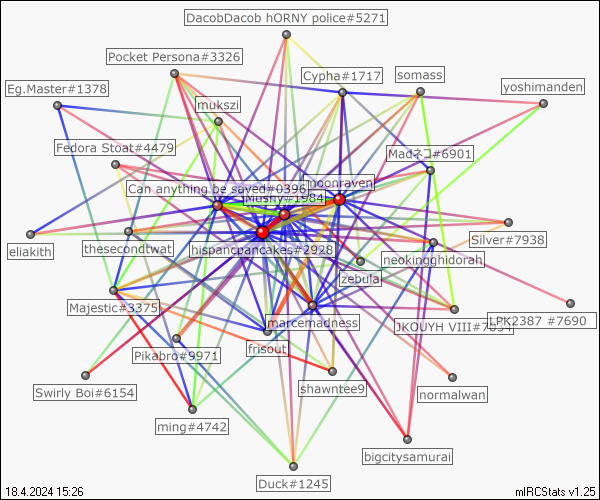 DacobDacob hORNY police#5271
Pocket Persona#3326
Cypha#1717
somass
Eg.Master#1378
yoshimanden
mukszi
Fedora Stoat#4479
Madネコ#6901
moonraven
Can anything be saved#0396
Mushy#1984
eliakith
thesecondtwat
hispancpancakes#2928
Silver#7938
neokingghidorah
zebulai
Majestic#3375
LPK2387 #7690
marcemadness
JKOUYH VIII#7034
frisout
Pikabro#9971
shawntee9
Swirly Boi#6154
normalwan
ming#4742
bigcitysamurai
Duck#1245
18.4.2024 15:26
mIRCStats v1.25